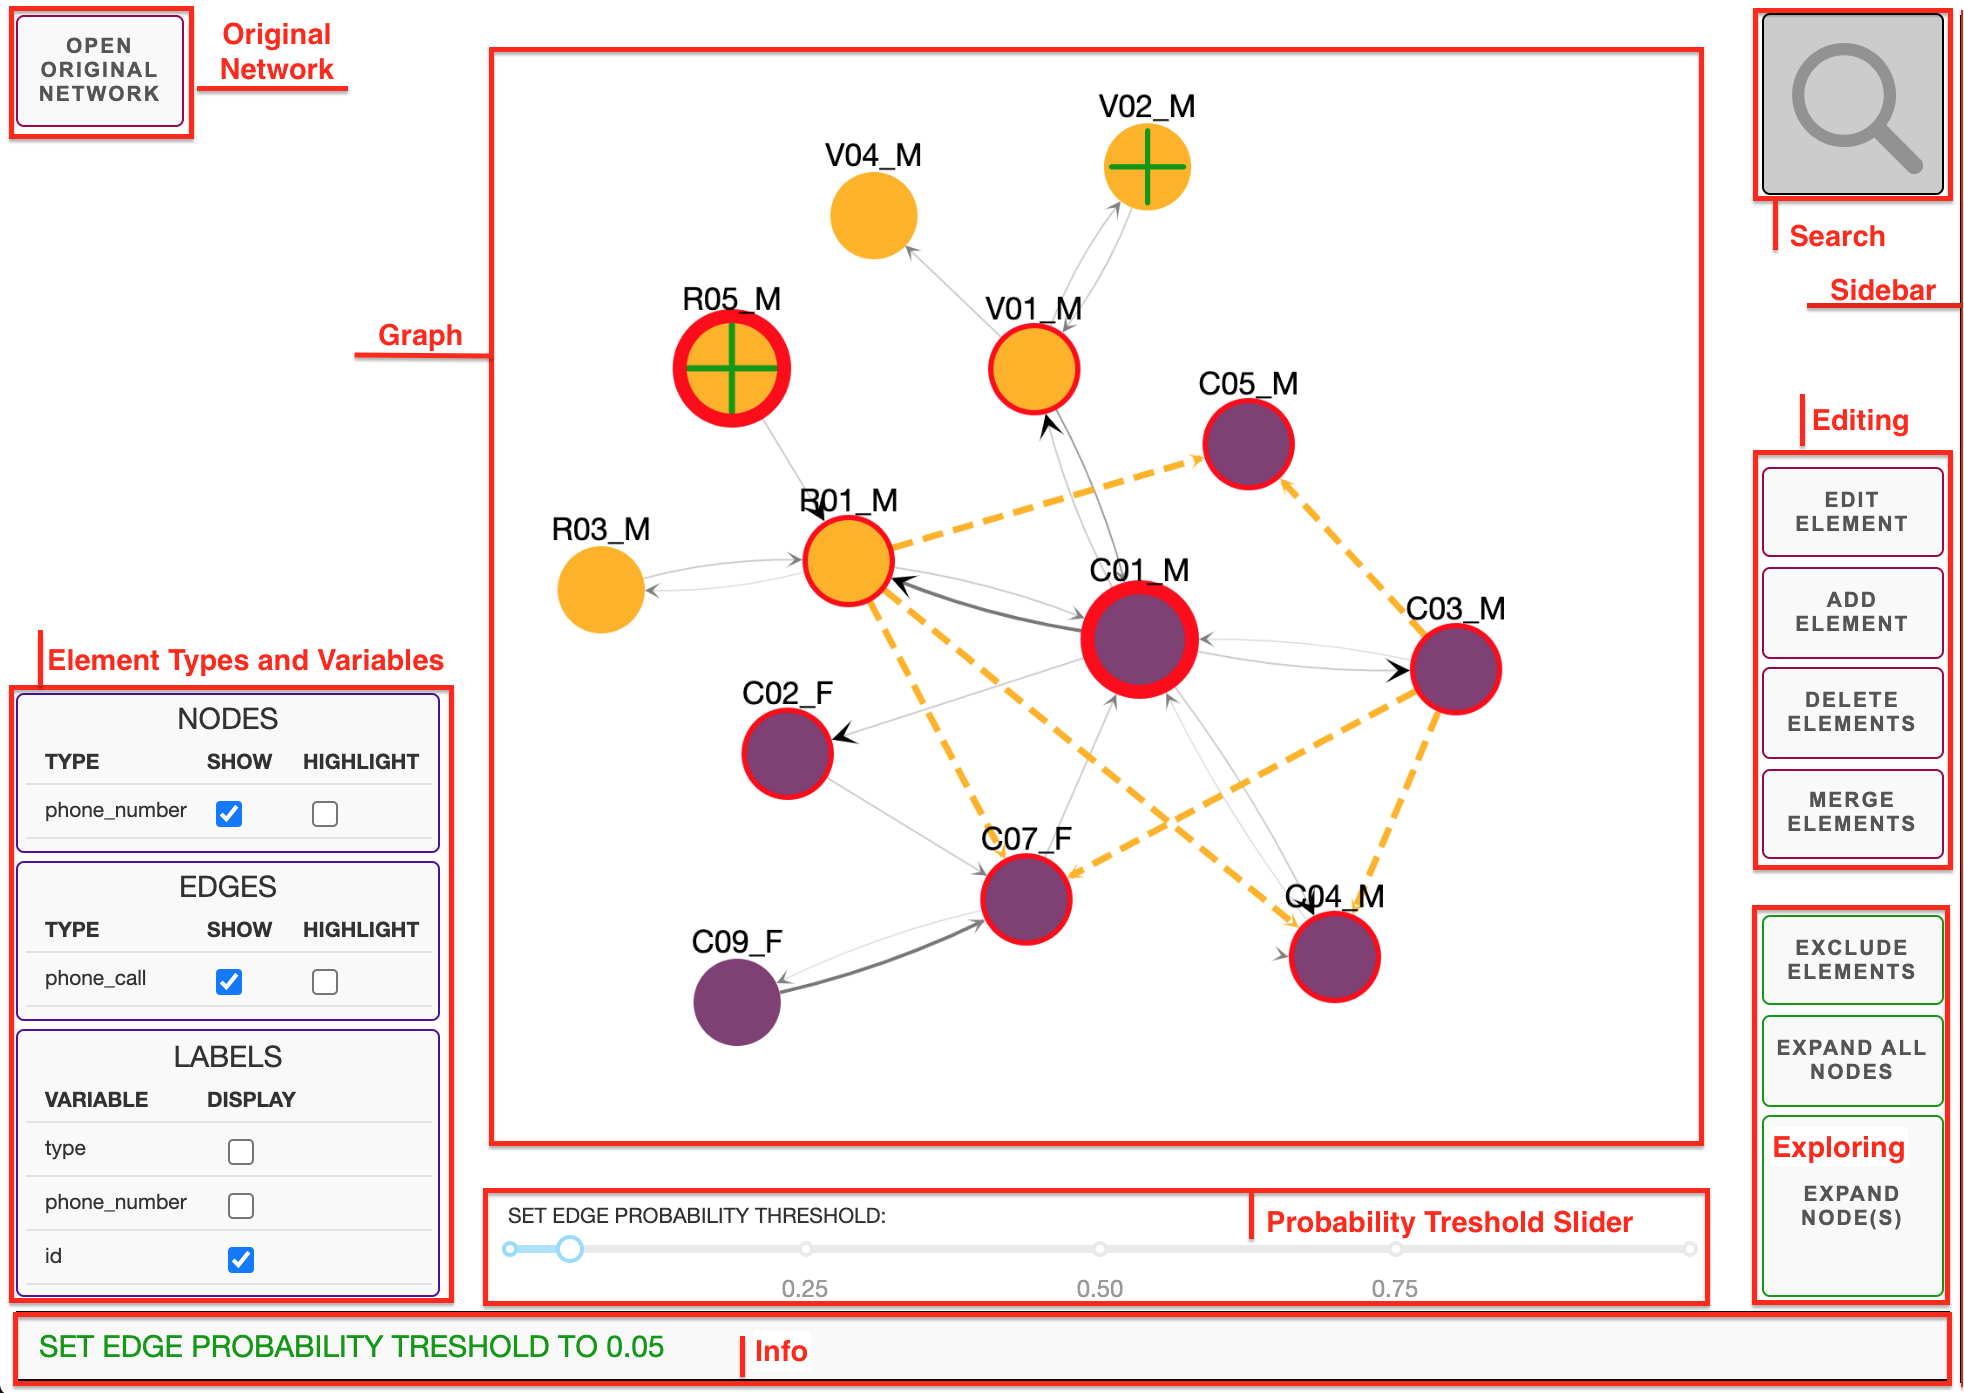 OPEN
ORIGINAL
NETWORK
Original
Network
Graph
V02_M
V04_M
R05_M
V01_M
C05_M
R01_M
R03_M
C01_M
C03_M
C02_F
C07_F
C04_M
C09_F
Search
Sidebar
Editing
EDIT
ELEMENT
ADD
ELEMENT
DELETE
ELEMENTS
MERGE
ELEMENTS
EXCLUDE
ELEMENTS
EXPAND ALL
NODES
Exploring
EXPAND
NODE(S)
Element Types and Variables
NODES
TYPE SHOW HIGHLIGHT
phone_number
EDGES
TYPE SHOW HIGHLIGHT
phone_call
LABELS
VARIABLE DISPLAY
type
phone_number
id
SET EDGE PROBABILITY THRESHOLD:
Probability Treshold Slider
0.25 0.50 0.75
SET EDGE PROBABILITY TRESHOLD TO 0.05
Info